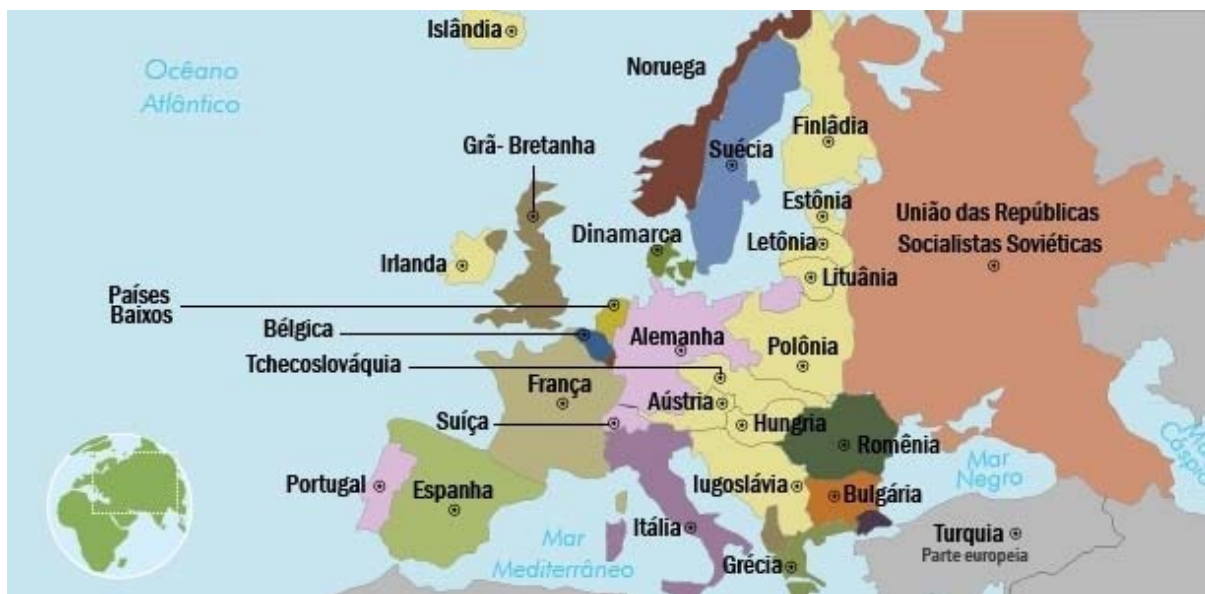 Islândia
Oceâno
Atlântico
Noruega
Finlâdia
Grã- Bretanha
Suécia
Estônia
União das Repúblicas
Socialistas Soviéticas
Dinamarca
Letônia
Irlanda
Lituânia
Países
Baixos
Bélgica
Alemanha
Polônia
Tchecoslováquia
França
Aústria
Suíça
Hungria
Romênia
Mar
Negro
Portugal
Espanha
Iugoslávia
Bulgária
Itália
Mar
Mediterrâneo
Grécia
Turquia
Parte europeia